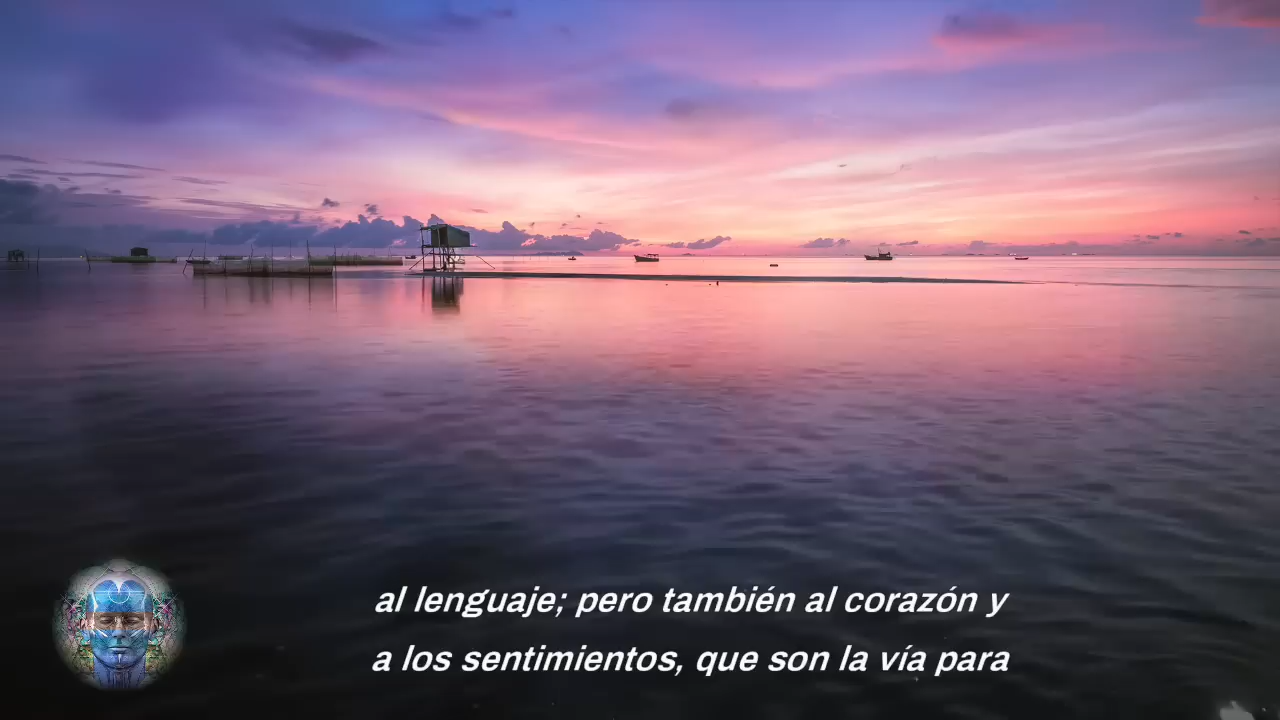 al lenguaje; pero también al corazón y
a los sentimientos, que son la vía para